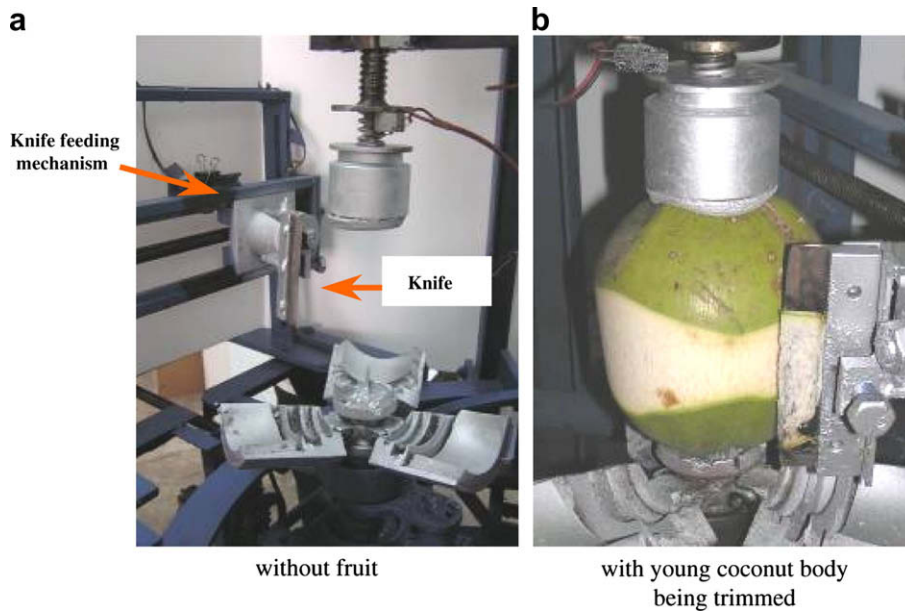 a
b
Knife feeding
mechanism
Knife
without fruit
with young coconut body
being trimmed